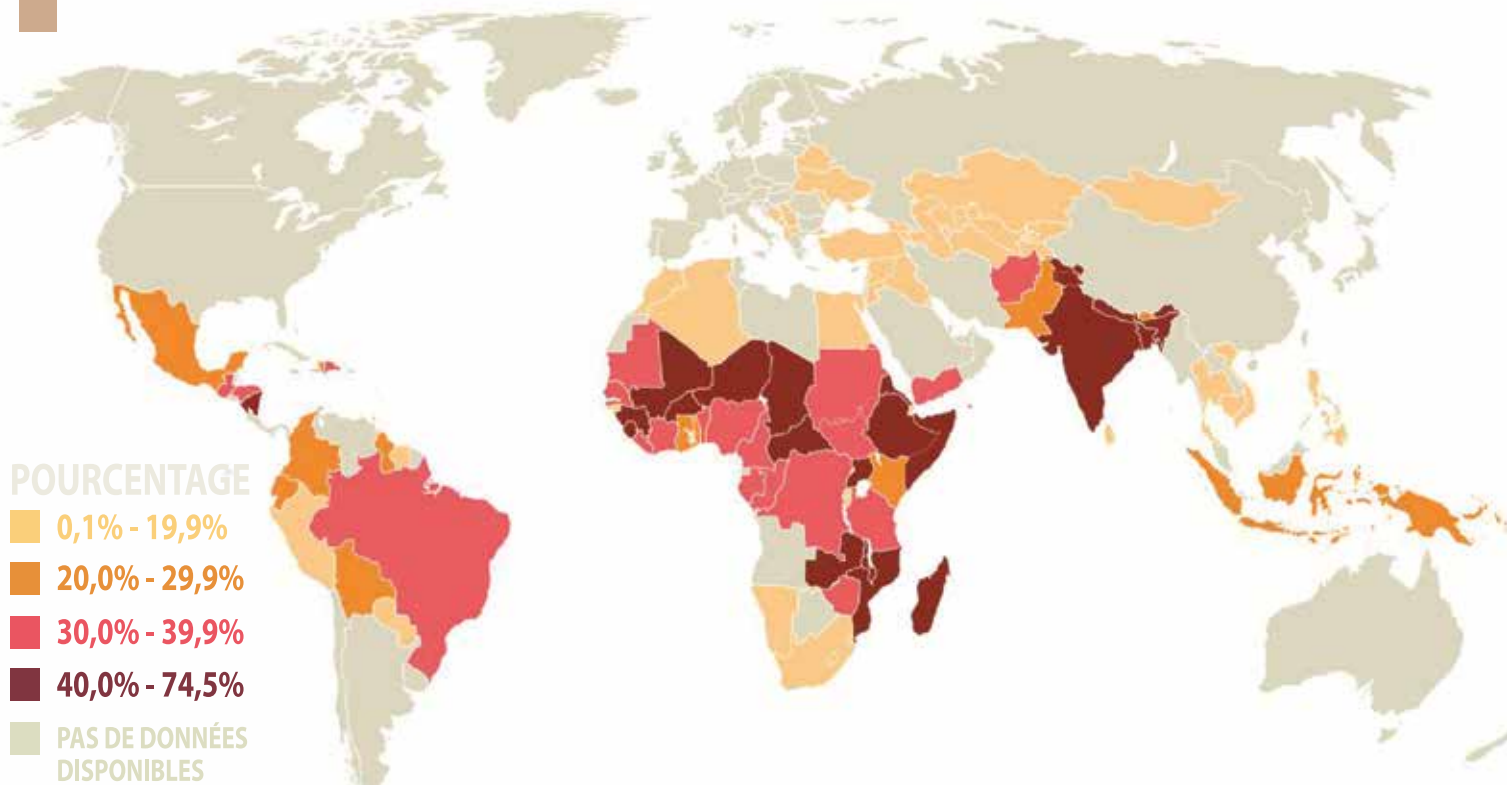 POURCENTAGE
0,1% - 19,9%
20,0% - 29,9%
30,0% - 39,9%
40,0% - 74,5%
PAS DE DONNÉES
DISPONIBLES